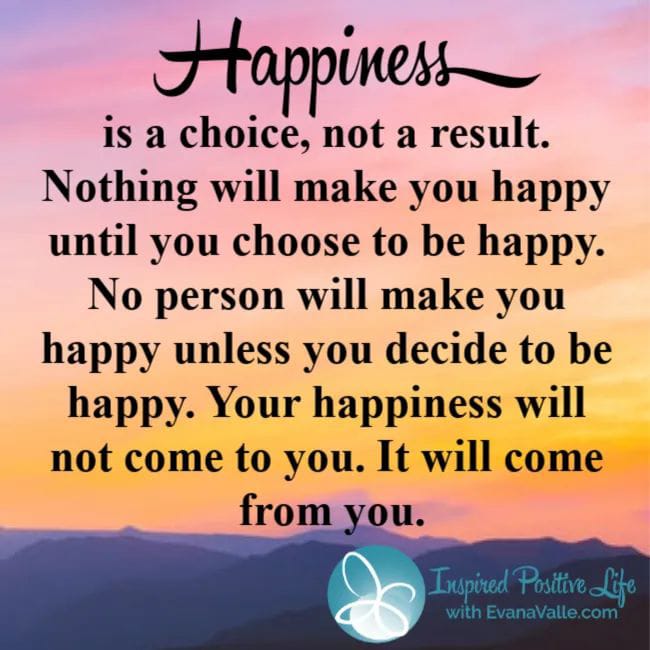 Happiness
is a choice, not a result.
Nothing will make you happy
until you choose to be happy.
No person will make you
happy unless you decide to be
happy. Your happiness will
not come to you. It will come
from you.
Inspired Positive Life
with EvanaValle.com